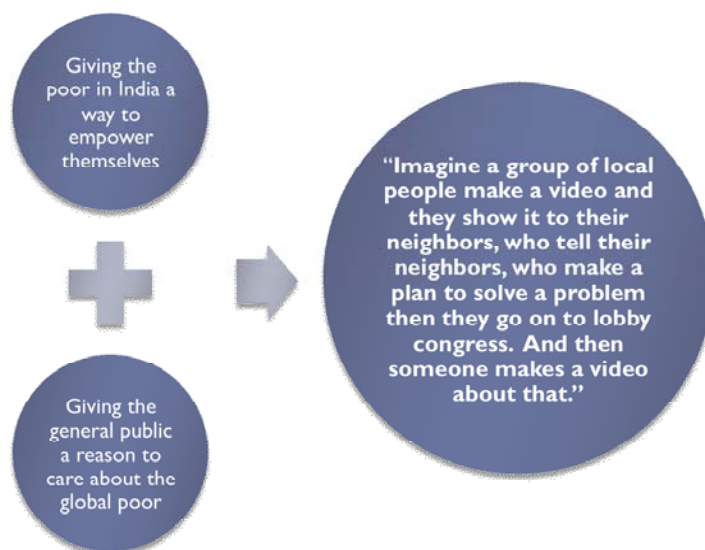 Giving the
poor in India a
way to
empower
themselves
Giving the
general public
a reason to
care about the
global poor
“Imagine a group of local
people make a video and
they show it to their
neighbors, who tell their
neighbors, who make a
plan to solve a problem
then they go on to lobby
congress. And then
someone makes a video
about that.”